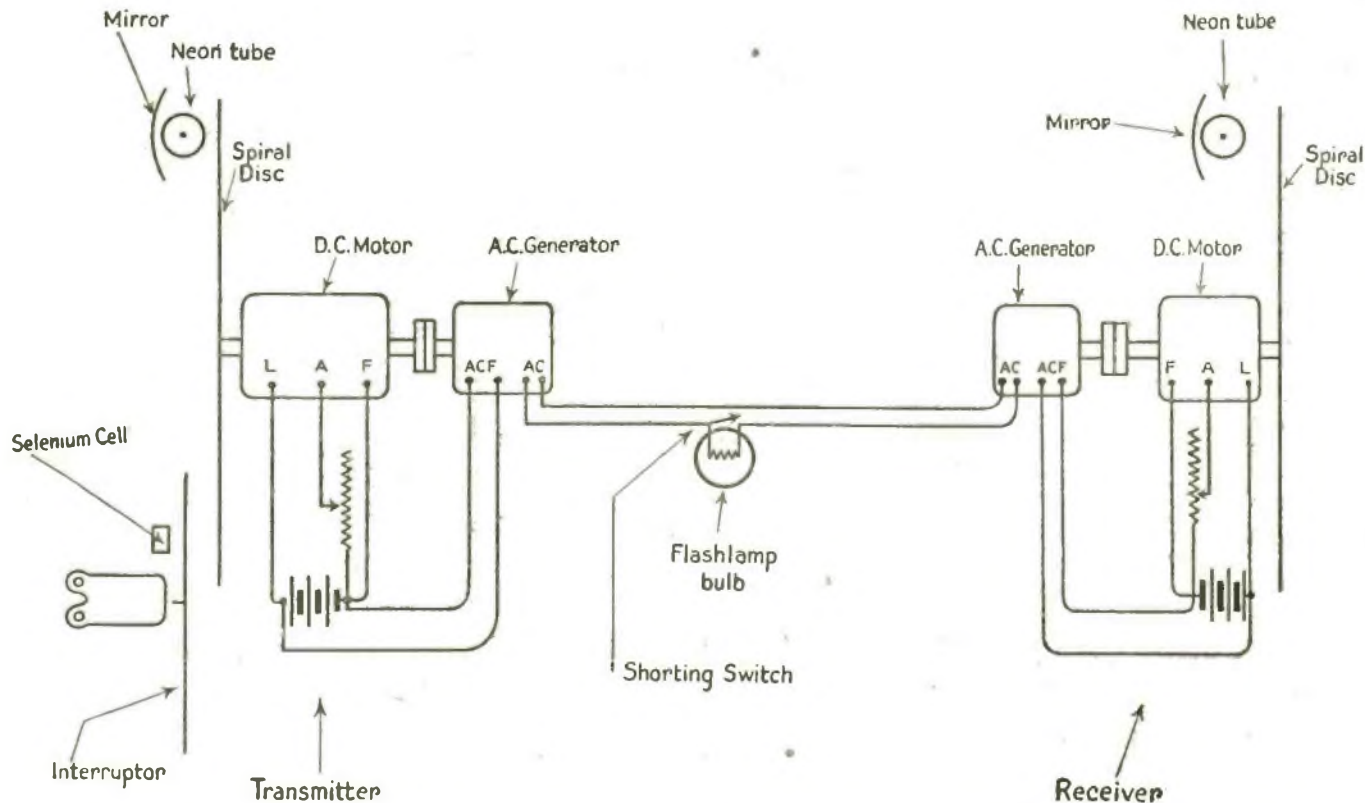 Mirror
Neon tube
Neon tube
Mirror
Spiral
Disc
Spiral
Disc
D.C. Motor
A.C. Generator
A.C. Generator
D.C. Motor
L A F
ACF AC
AC ACF
F A L
Selenium Cell
Flashlamp
bulb
Shorting Switch
Interruptor
Transmitter
Receiver